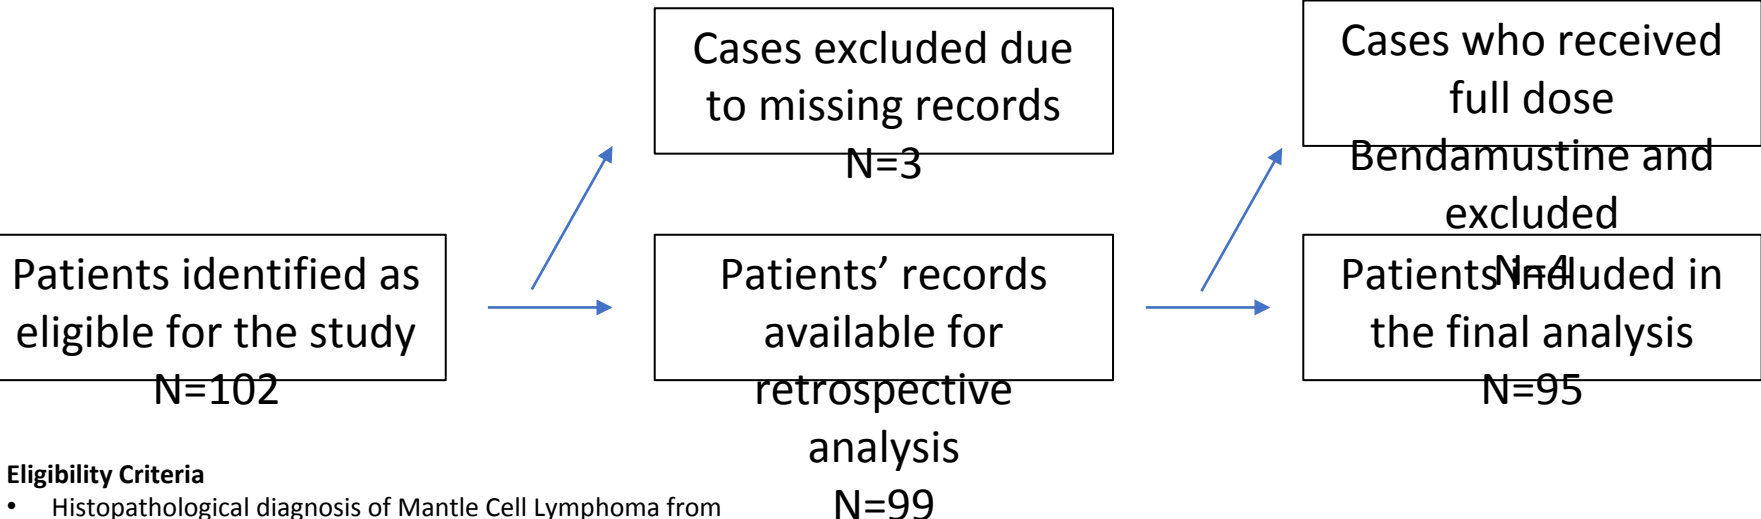 Cases excluded due
to missing records
N=3
Cases who received
full dose
Bendamustine and
excluded
N=4
Patients identified as
eligible for the study
N=102
Patients’ records
available for
retrospective
analysis
N=99
Patients included in
the final analysis
N=95
Eligibility Criteria
• Histopathological diagnosis of Mantle Cell Lymphoma from